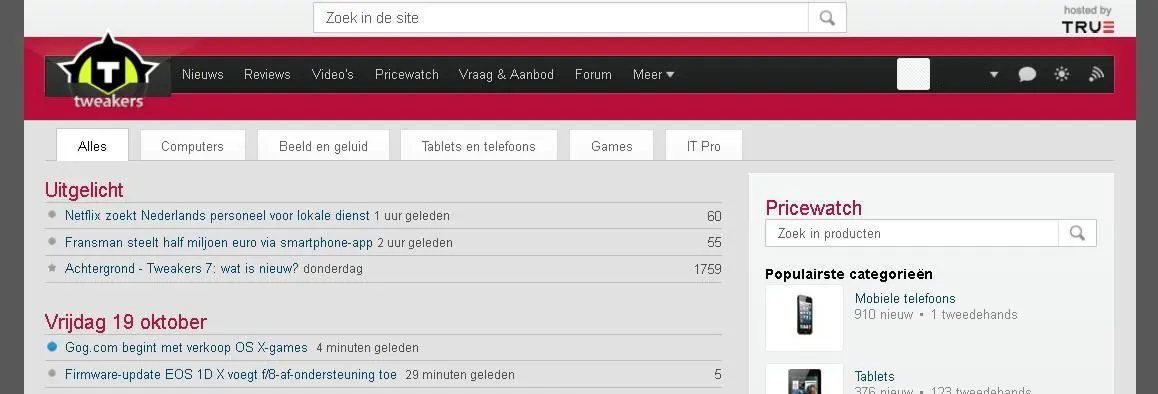 Zoek in de site
hosted by
TRUE
T
tweakers
Nieuws Reviews Video's Pricewatch Vraag & Aanbod Forum Meer
Alles Computers Beeld en geluid Tablets en telefoons Games IT Pro
Uitgelicht
Netflix zoekt Nederlands personeel voor lokale dienst 1 uur geleden 60
Fransman steelt half miljoen euro via smartphone-app 2 uur geleden 55
Achtergrond - Tweakers 7: wat is nieuw? donderdag 1759
Vrijdag 19 oktober
Gog.com begint met verkoop OS X-games 4 minuten geleden
Firmware-update EOS 1D X voegt f/8-af-ondersteuning toe 29 minuten geleden 5
Pricewatch
Zoek in producten
Populairste categorieën
Mobiele telefoons
910 nieuw • 1 tweedehands
Tablets
376 nieuw • 123 tweedehands